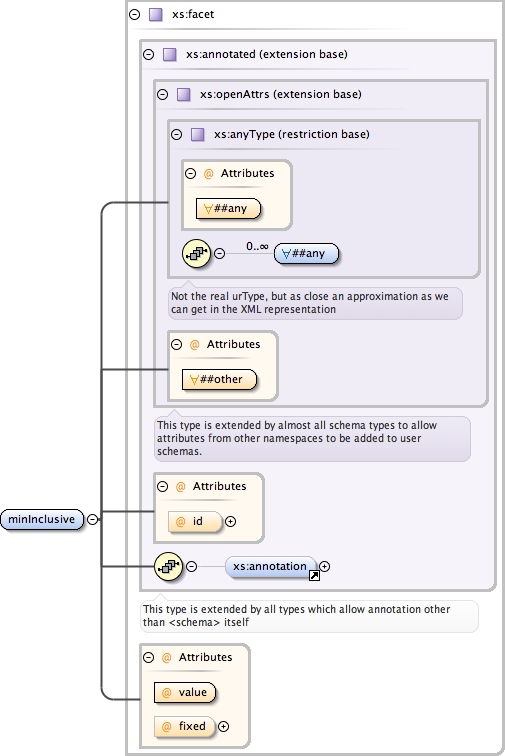 xs:facet
xs:annotated (extension base)
xs:openAttrs (extension base)
xs:anyType (restriction base)
@ Attributes
∀##any
0..∞
∀##any
Not the real urType, but as close an approximation as we
can get in the XML representation
@ Attributes
∀##other
This type is extended by almost all schema types to allow
attributes from other namespaces to be added to user
schemas.
@ Attributes
@ id
minInclusive
xs:annotation
This type is extended by all types which allow annotation other
than <schema> itself
@ Attributes
@ value
@ fixed